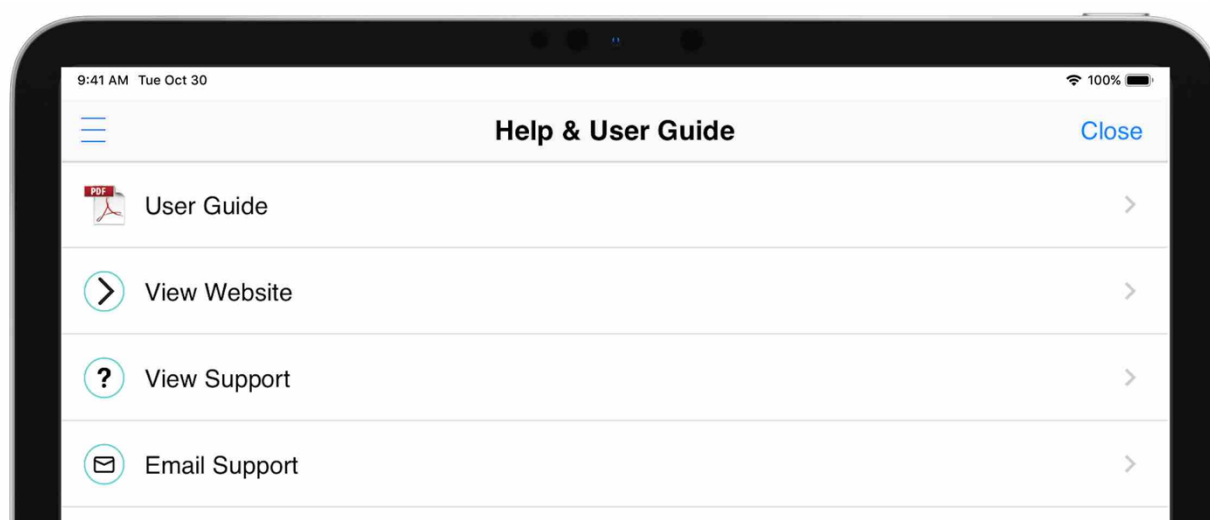 9:41 AM Tue Oct 30 100%
Help & User Guide Close
PDF User Guide
View Website
? View Support
Email Support